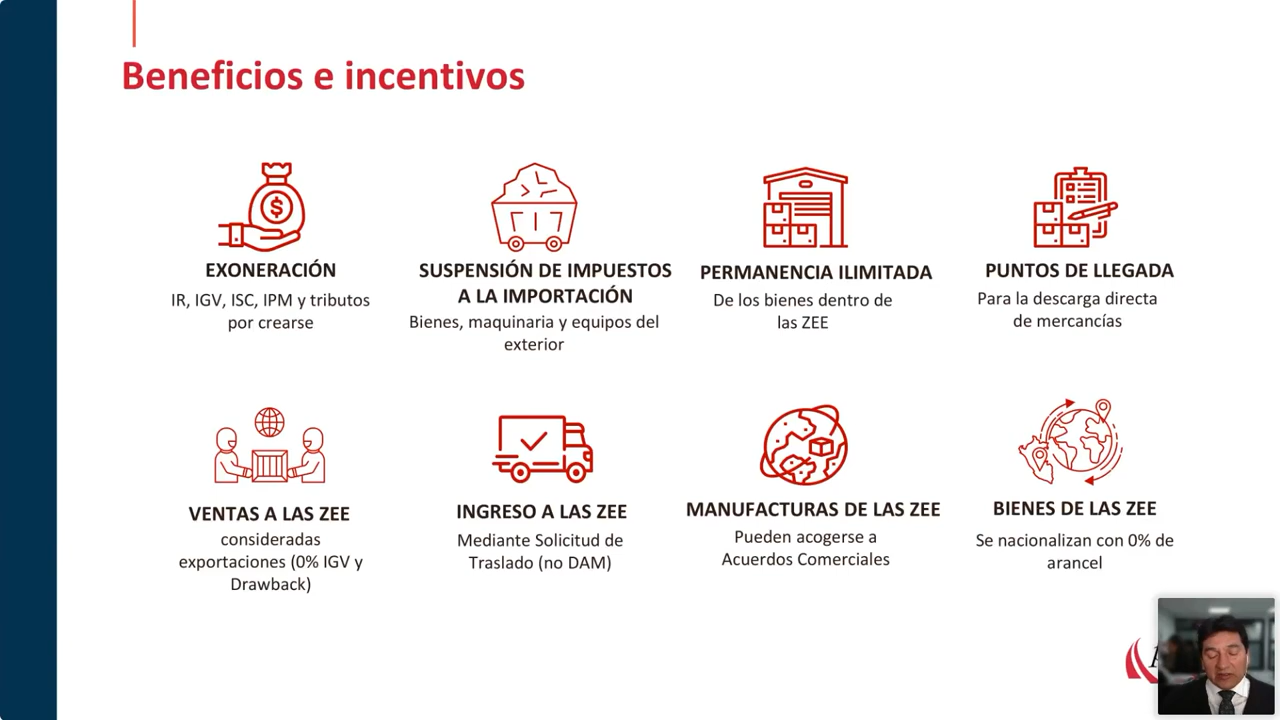 Beneficios e incentivos
EXONERACIÓN
IR, IGV, ISC, IPM y tributos
por crearse
SUSPENSIÓN DE IMPUESTOS
A LA IMPORTACIÓN
Bienes, maquinaria y equipos del
exterior
PERMANENCIA ILIMITADA
De los bienes dentro de
las ZEE
PUNTOS DE LLEGADA
Para la descarga directa
de mercancías
VENTAS A LAS ZEE
consideradas
exportaciones (0% IGV y
Drawback)
INGRESO A LAS ZEE
Mediante Solicitud de
Traslado (no DAM)
MANUFACTURAS DE LAS ZEE
Pueden acogerse a
Acuerdos Comerciales
BIENES DE LAS ZEE
Se nacionalizan con 0% de
arancel